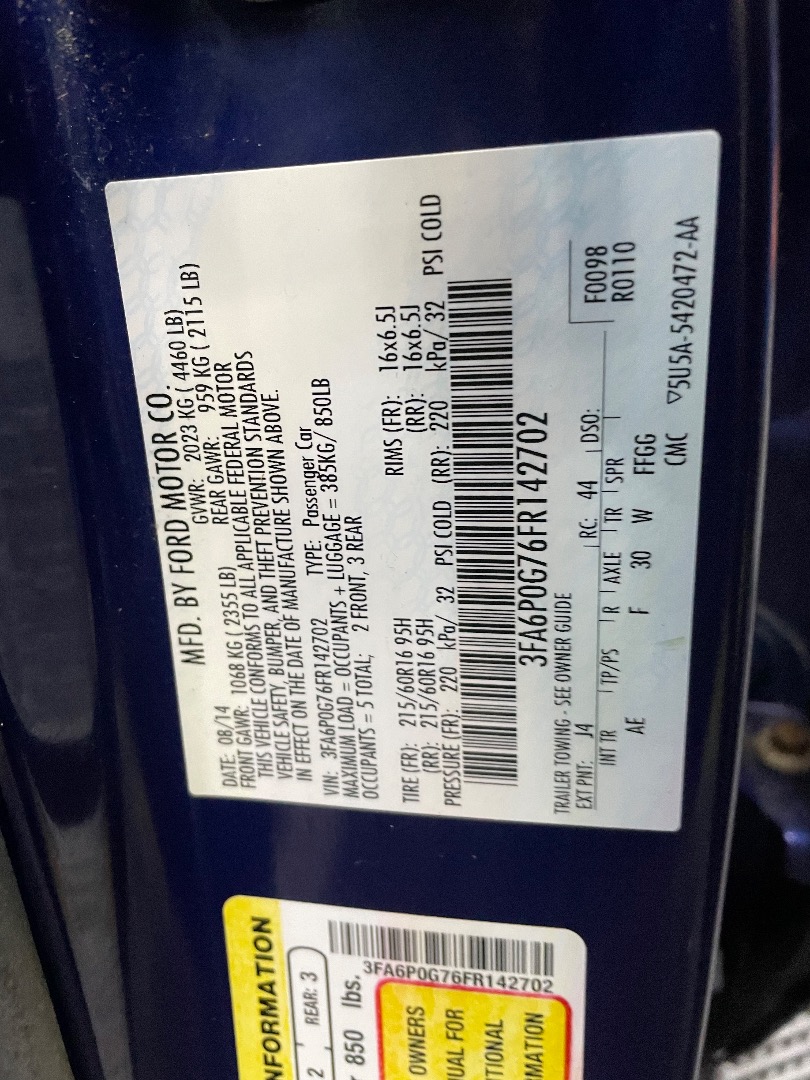 MFD. BY FORD MOTOR CO.
DATE: 08/14 GVWR: 2023 KG ( 4460 LB)
FRONT GAWR: 1068 KG ( 2355 LB) REAR GAWR: 959 KG ( 2115 LB)
THIS VEHICLE CONFORMS TO ALL APPLICABLE FEDERAL MOTOR
VEHICLE SAFETY, BUMPER, AND THEFT PREVENTION STANDARDS
IN EFFECT ON THE DATE OF MANUFACTURE SHOWN ABOVE.
VIN: 3FA6P0G76FR142702 TYPE: Passenger Car
MAXIMUM LOAD = OCCUPANTS + LUGGAGE = 385KG/ 850LB
OCCUPANTS = 5 TOTAL; 2 FRONT, 3 REAR
TIRE (FR): 215/60R16 95H RIMS (FR): 16x6.5J
(RR): 215/60R16 95H (RR): 16x6.5J
PRESSURE (FR): 220 kPa/ 32 PSI COLD (RR): 220 kPa/ 32 PSI COLD
3FA6P0G76FR142702
TRAILER TOWING - SEE OWNER GUIDE
EXT PNT: J4 RC: 44 DSO: F0098
R0110
INT TR TP/PS R AXLE TR SPR
AE F 30 W FFGG
CMC ▽5U5A-5420472-AA
NFORMATION
2 REAR: 3
850 lbs.
3FA6P0G76FR142702
OWNERS
UAL FOR
TIONAL
RMATION